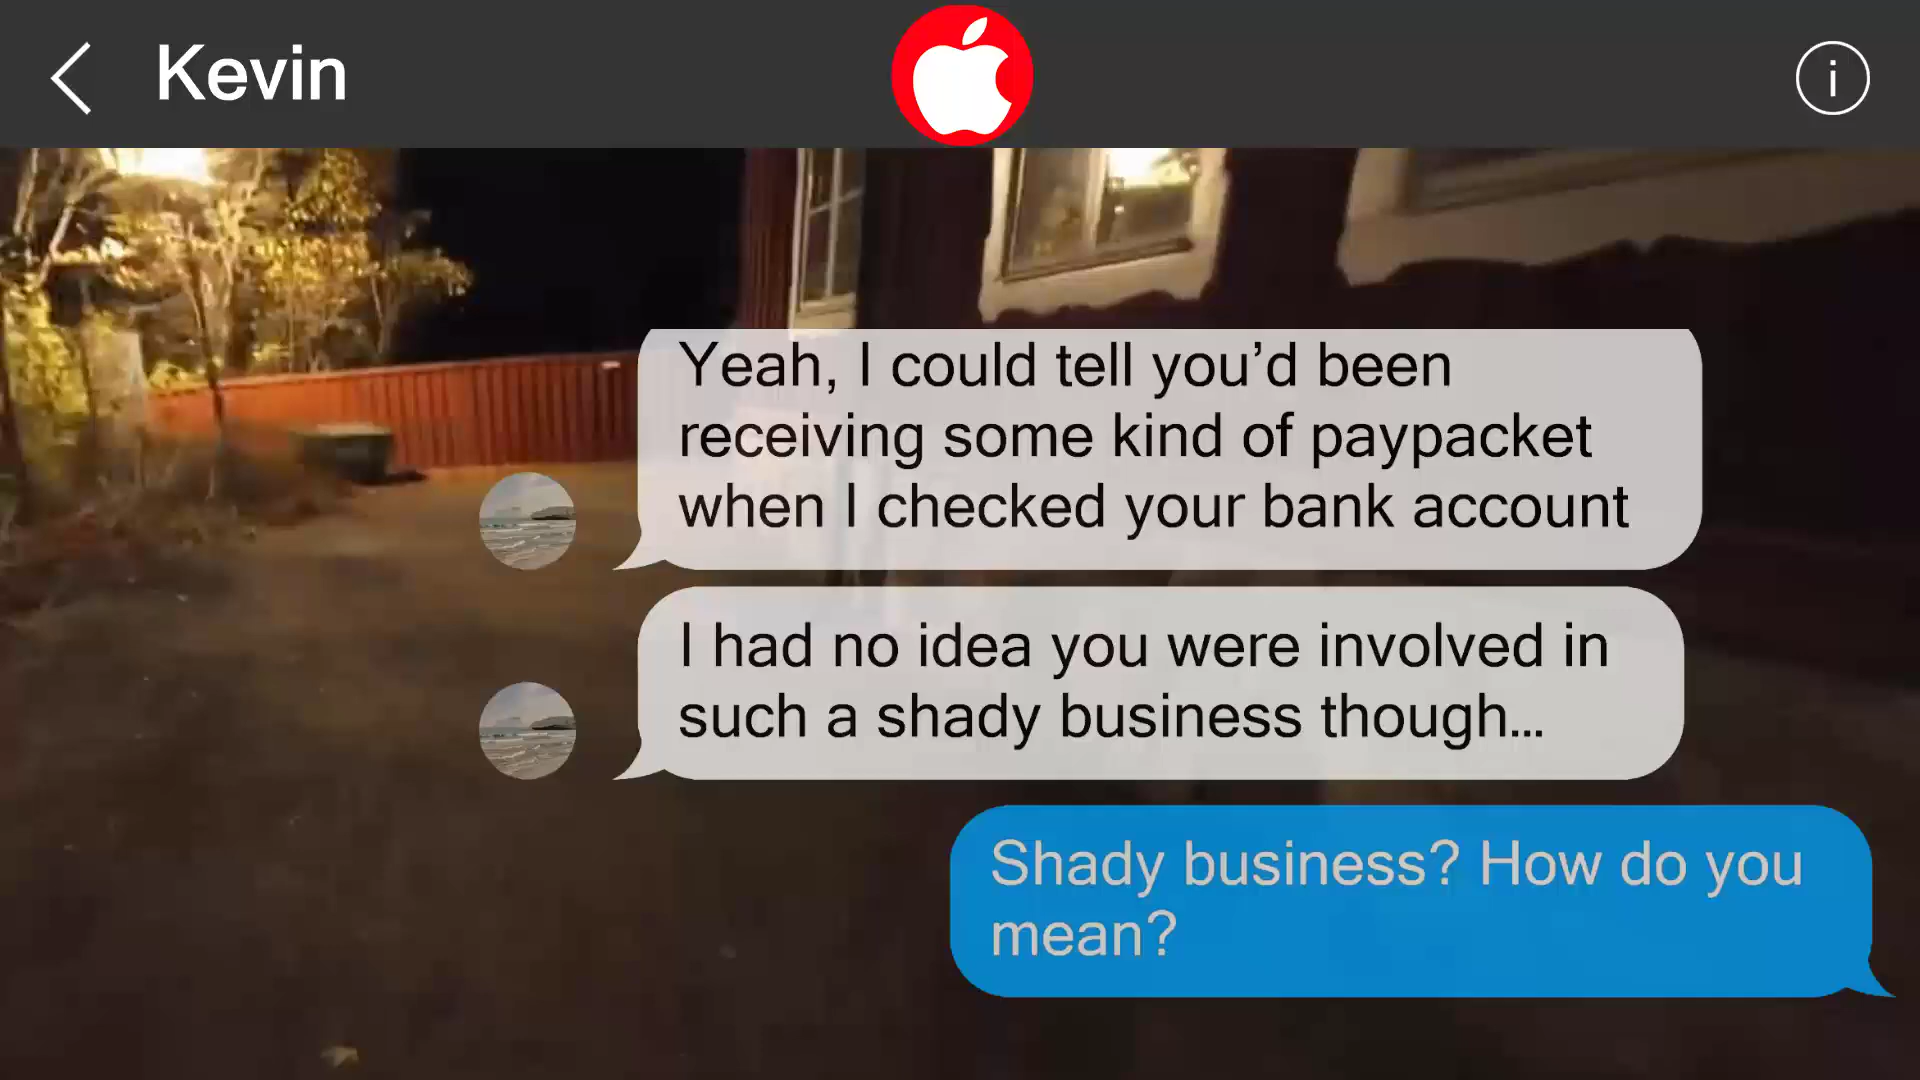 Kevin
Yeah, I could tell you’d been
receiving some kind of paypacket
when I checked your bank account
I had no idea you were involved in
such a shady business though...
Shady business? How do you
mean?